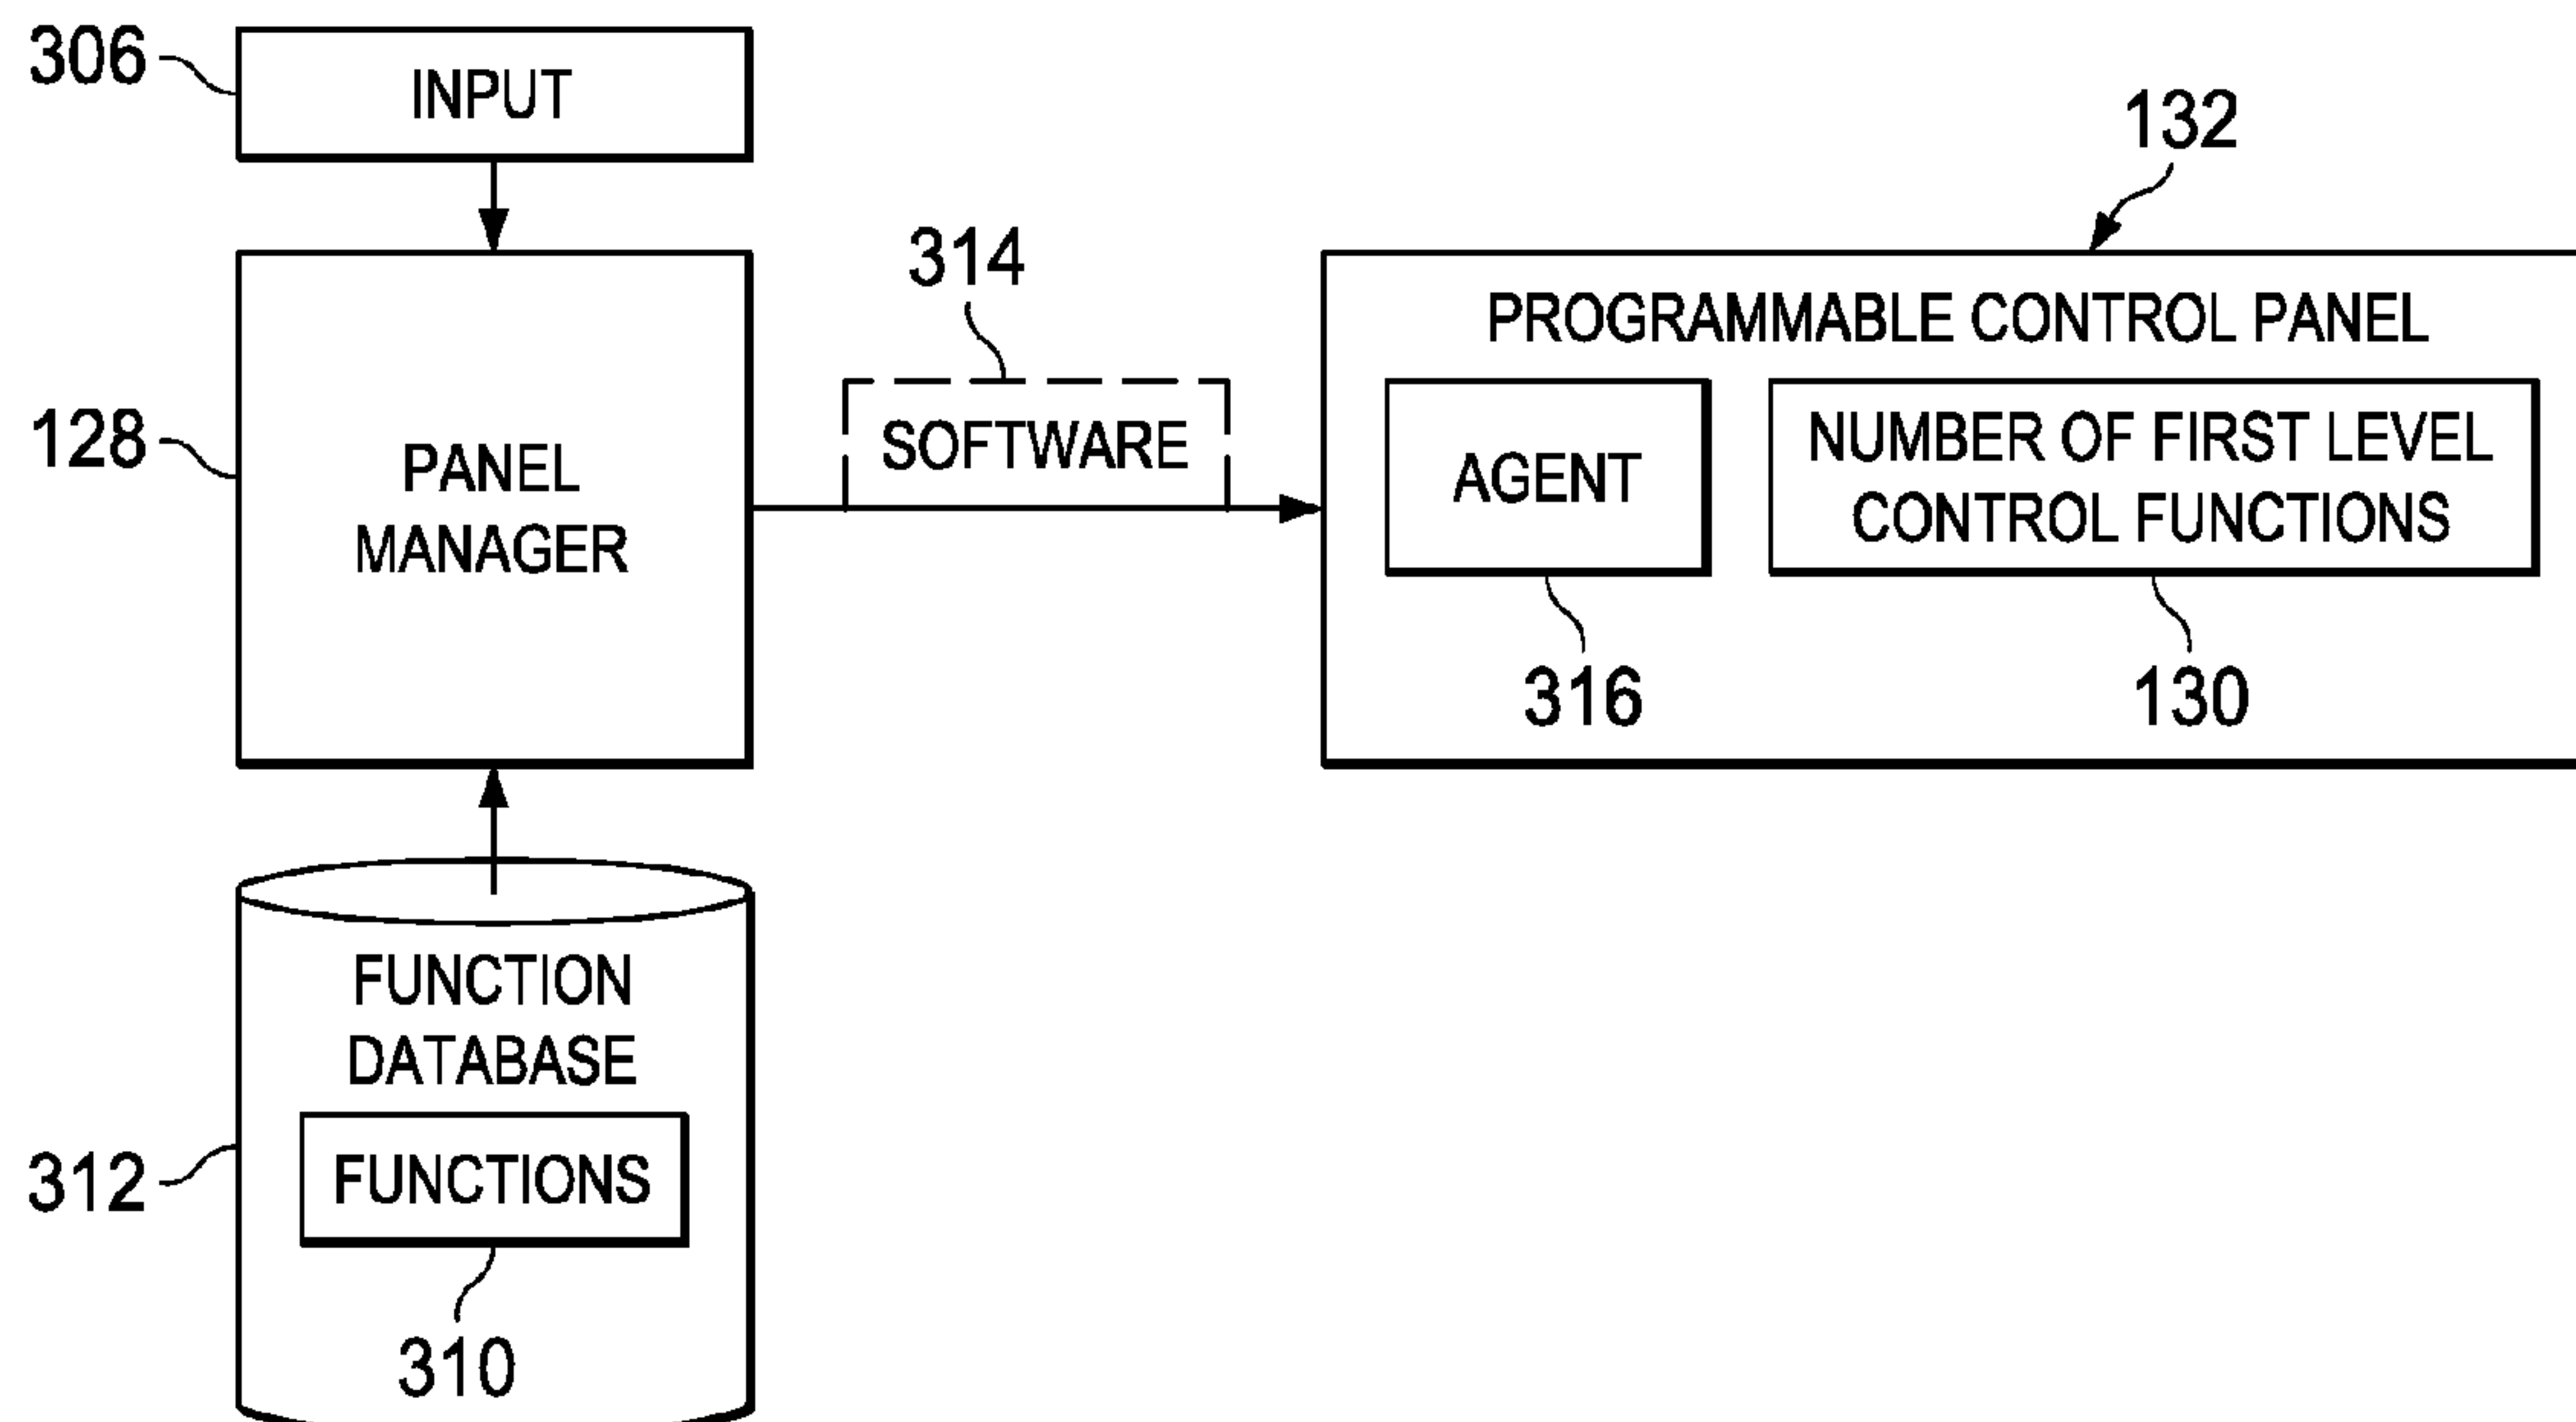 306
INPUT
132
314
PROGRAMMABLE CONTROL PANEL
128
PANEL
MANAGER
SOFTWARE
AGENT
NUMBER OF FIRST LEVEL
CONTROL FUNCTIONS
316
130
FUNCTION
DATABASE
312
FUNCTIONS
310